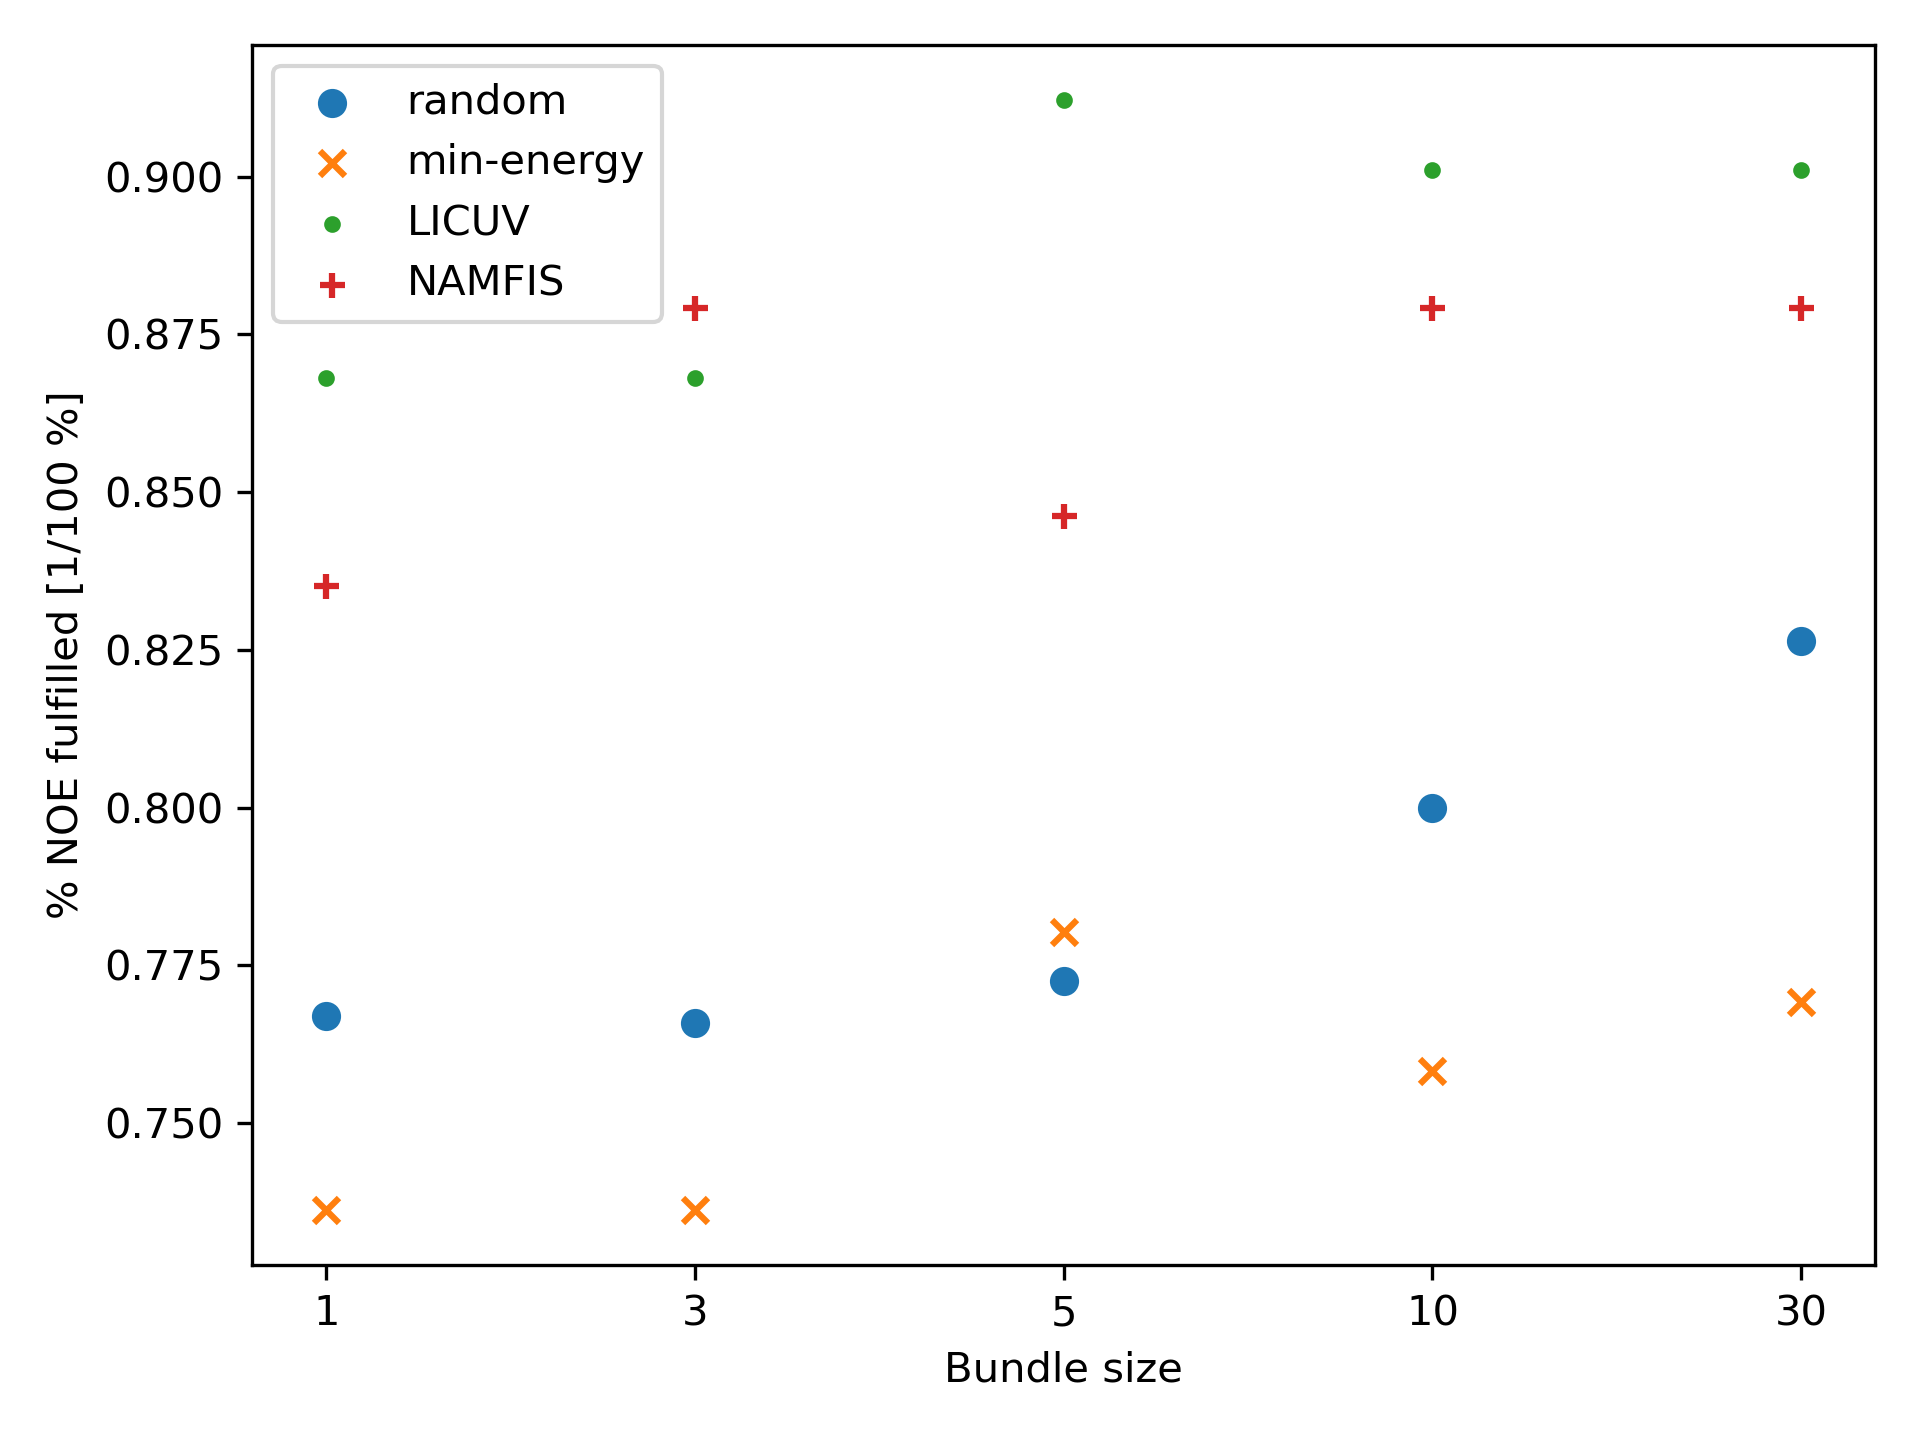 random
min-energy
LICUV
NAMFIS
0.900
0.875
0.850
0.825
0.800
0.775
0.750
% NOE fulfilled [1/100 %]
1 3 5 10 30
Bundle size